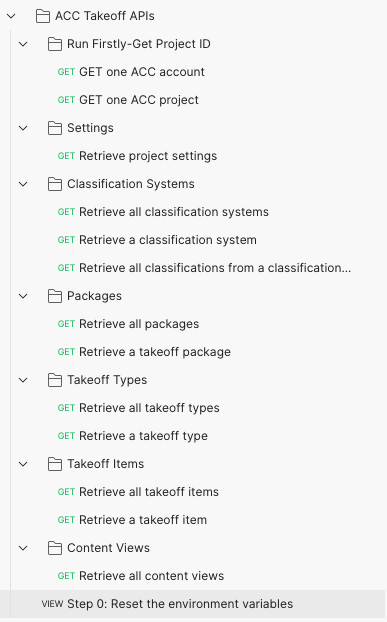 ACC Takeoff APIs
Run Firstly-Get Project ID
GET GET one ACC account
GET GET one ACC project
Settings
GET Retrieve project settings
Classification Systems
GET Retrieve all classification systems
GET Retrieve a classification system
GET Retrieve all classifications from a classification...
Packages
GET Retrieve all packages
GET Retrieve a takeoff package
Takeoff Types
GET Retrieve all takeoff types
GET Retrieve a takeoff type
Takeoff Items
GET Retrieve all takeoff items
GET Retrieve a takeoff item
Content Views
GET Retrieve all content views
VIEW Step 0: Reset the environment variables